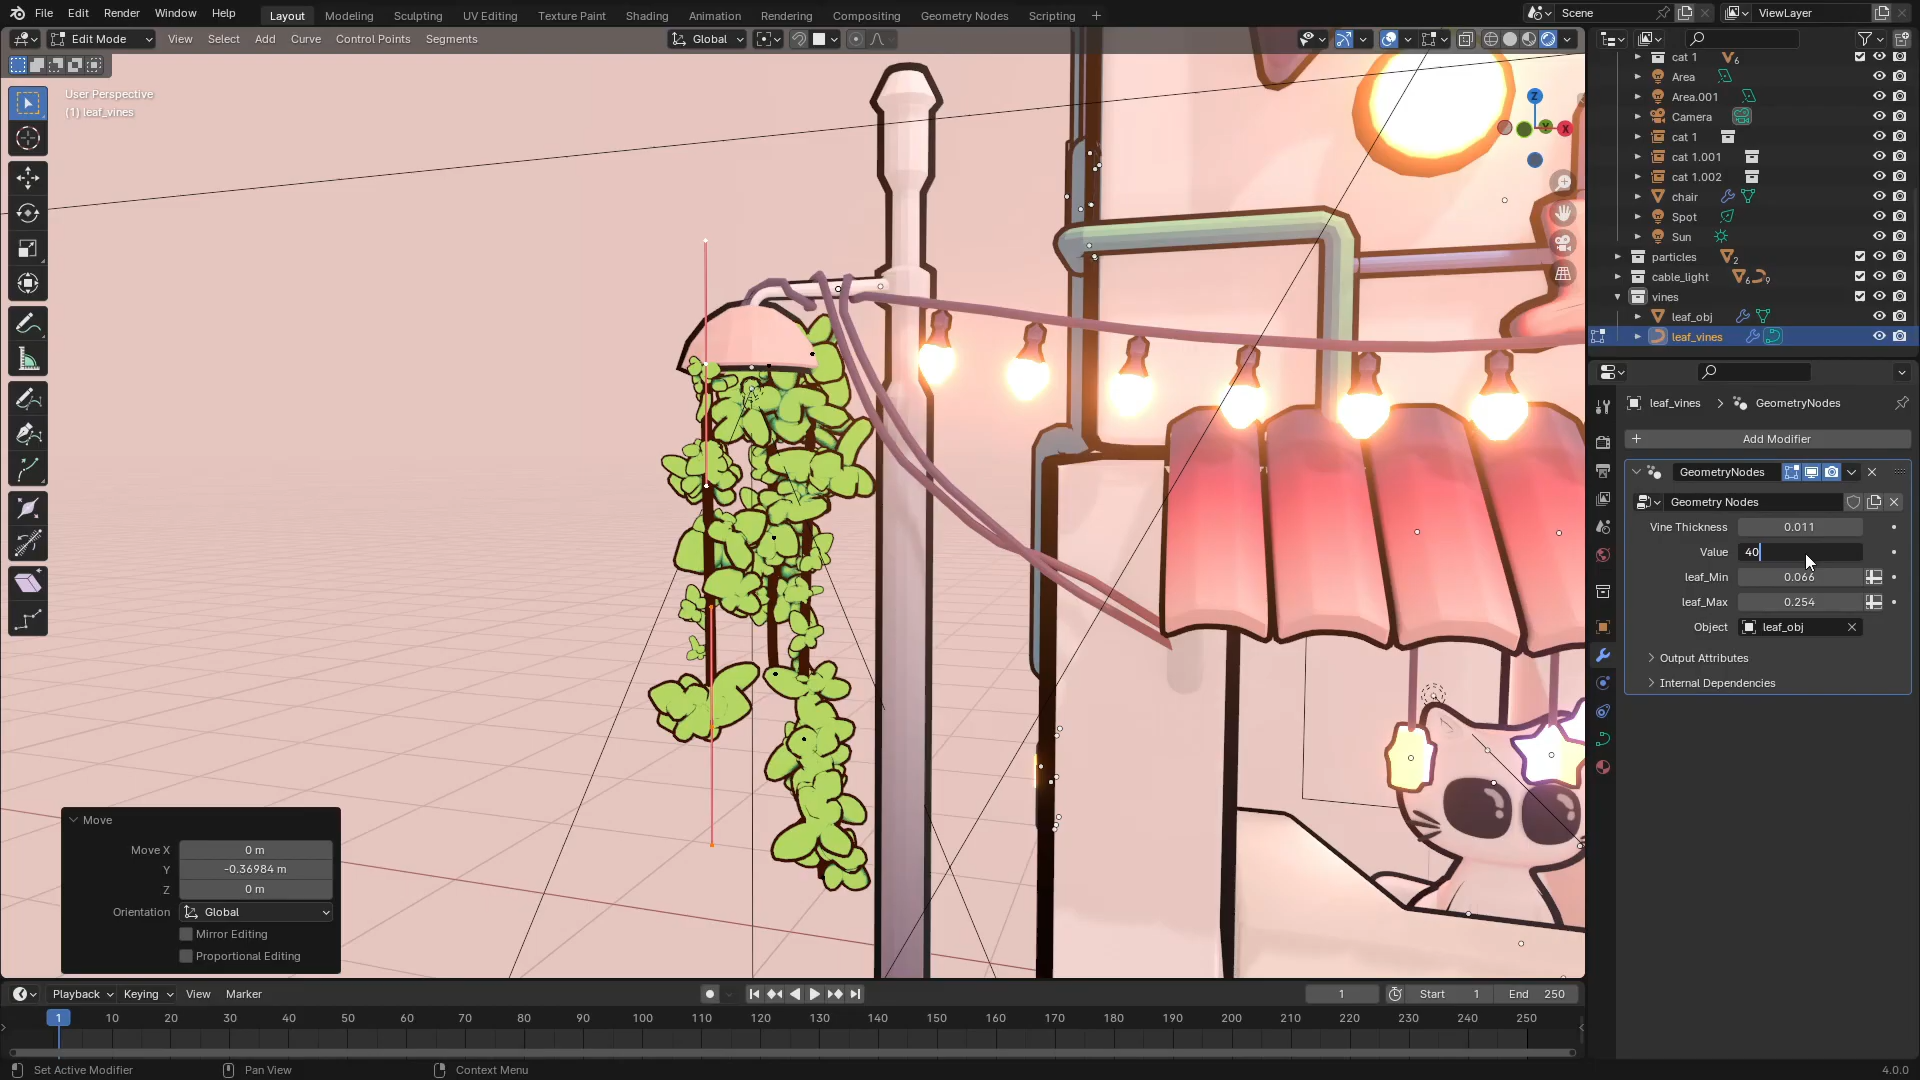 File Edit Render Window Help Layout Modeling Sculpting UV Editing Texture Paint Shading Animation Rendering Compositing Geometry Nodes Scripting + Scene ViewLayer
Edit Mode View Select Add Curve Control Points Segments Global
User Perspective
(1) leaf_vines
Z
Y
X
cat 1 6
Area
Area.001
Camera
cat 1
cat 1.001
cat 1.002
chair
Spot
Sun
particles 2
cable_light 6 9
vines
leaf_obj
leaf_vines
leaf_vines > GeometryNodes
+ Add Modifier
GeometryNodes
Geometry Nodes
Vine Thickness 0.011
Value 40
leaf_Min 0.066
leaf_Max 0.254
Object leaf_obj
Output Attributes
Internal Dependencies
Move
Move X 0 m
Y -0.36984 m
Z 0 m
Orientation Global
Mirror Editing
Proportional Editing
Playback Keying View Marker 1 Start 1 End 250
1 10 20 30 40 50 60 70 80 90 100 110 120 130 140 150 160 170 180 190 200 210 220 230 240 250
Set Active Modifier Pan View Context Menu 4.0.0